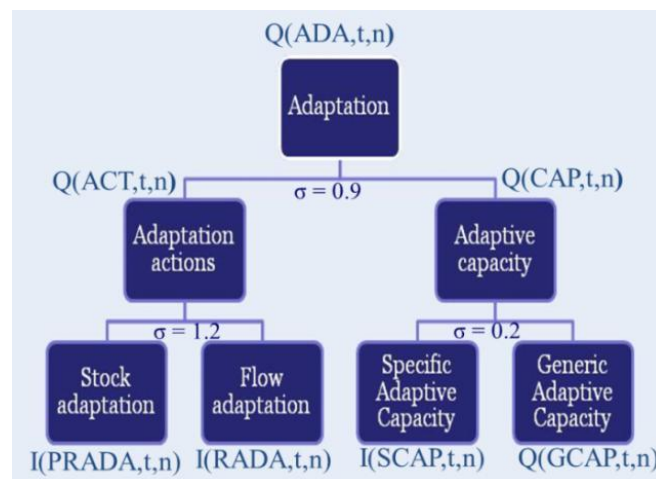 Q(ADA,t,n)
Adaptation
Q(ACT,t,n)
Q(CAP,t,n)
σ = 0.9
Adaptation
actions
Adaptive
capacity
σ = 1.2
σ = 0.2
Stock
adaptation
Flow
adaptation
Specific
Adaptive
Capacity
Generic
Adaptive
Capacity
I(PRADA,t,n)
I(RADA,t,n)
I(SCAP,t,n)
Q(GCAP,t,n)